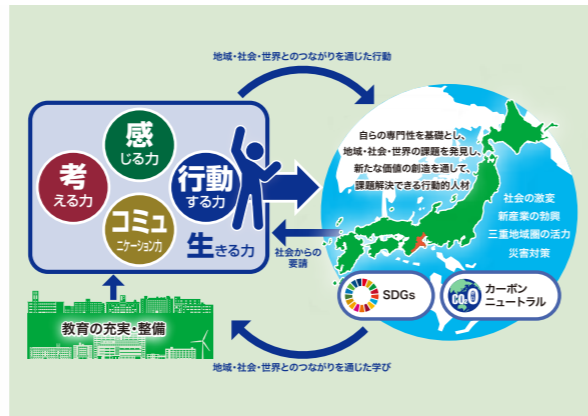 地域・社会・世界とのつながりを通じた行動
感
じる力
考
える力
行動
する力
コミュ
ニケーション力
生きる力
自らの専門性を基礎とし、
地域・社会・世界の課題を発見し、
新たな価値の創造を通して、
課題解決できる行動的人材
社会の激変
新産業の勃興
三重地域圏の活力
災害対策
社会からの
要請
SDGs
CO₂0
カーボン
ニュートラル
教育の充実・整備
地域・社会・世界とのつながりを通じた学び